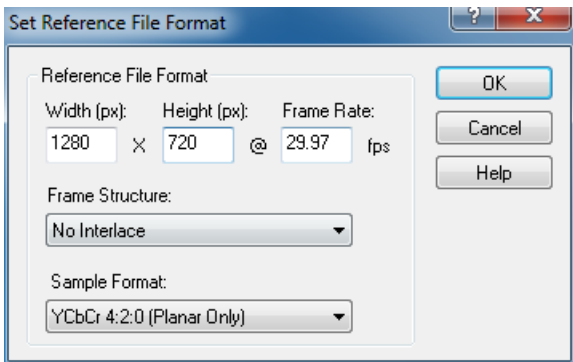 Set Reference File Format
?
X
Reference File Format
Width (px): Height (px): Frame Rate:
1280 X 720 @ 29.97 fps
Frame Structure:
No Interlace
Sample Format:
YCbCr 4:2:0 (Planar Only)
OK
Cancel
Help